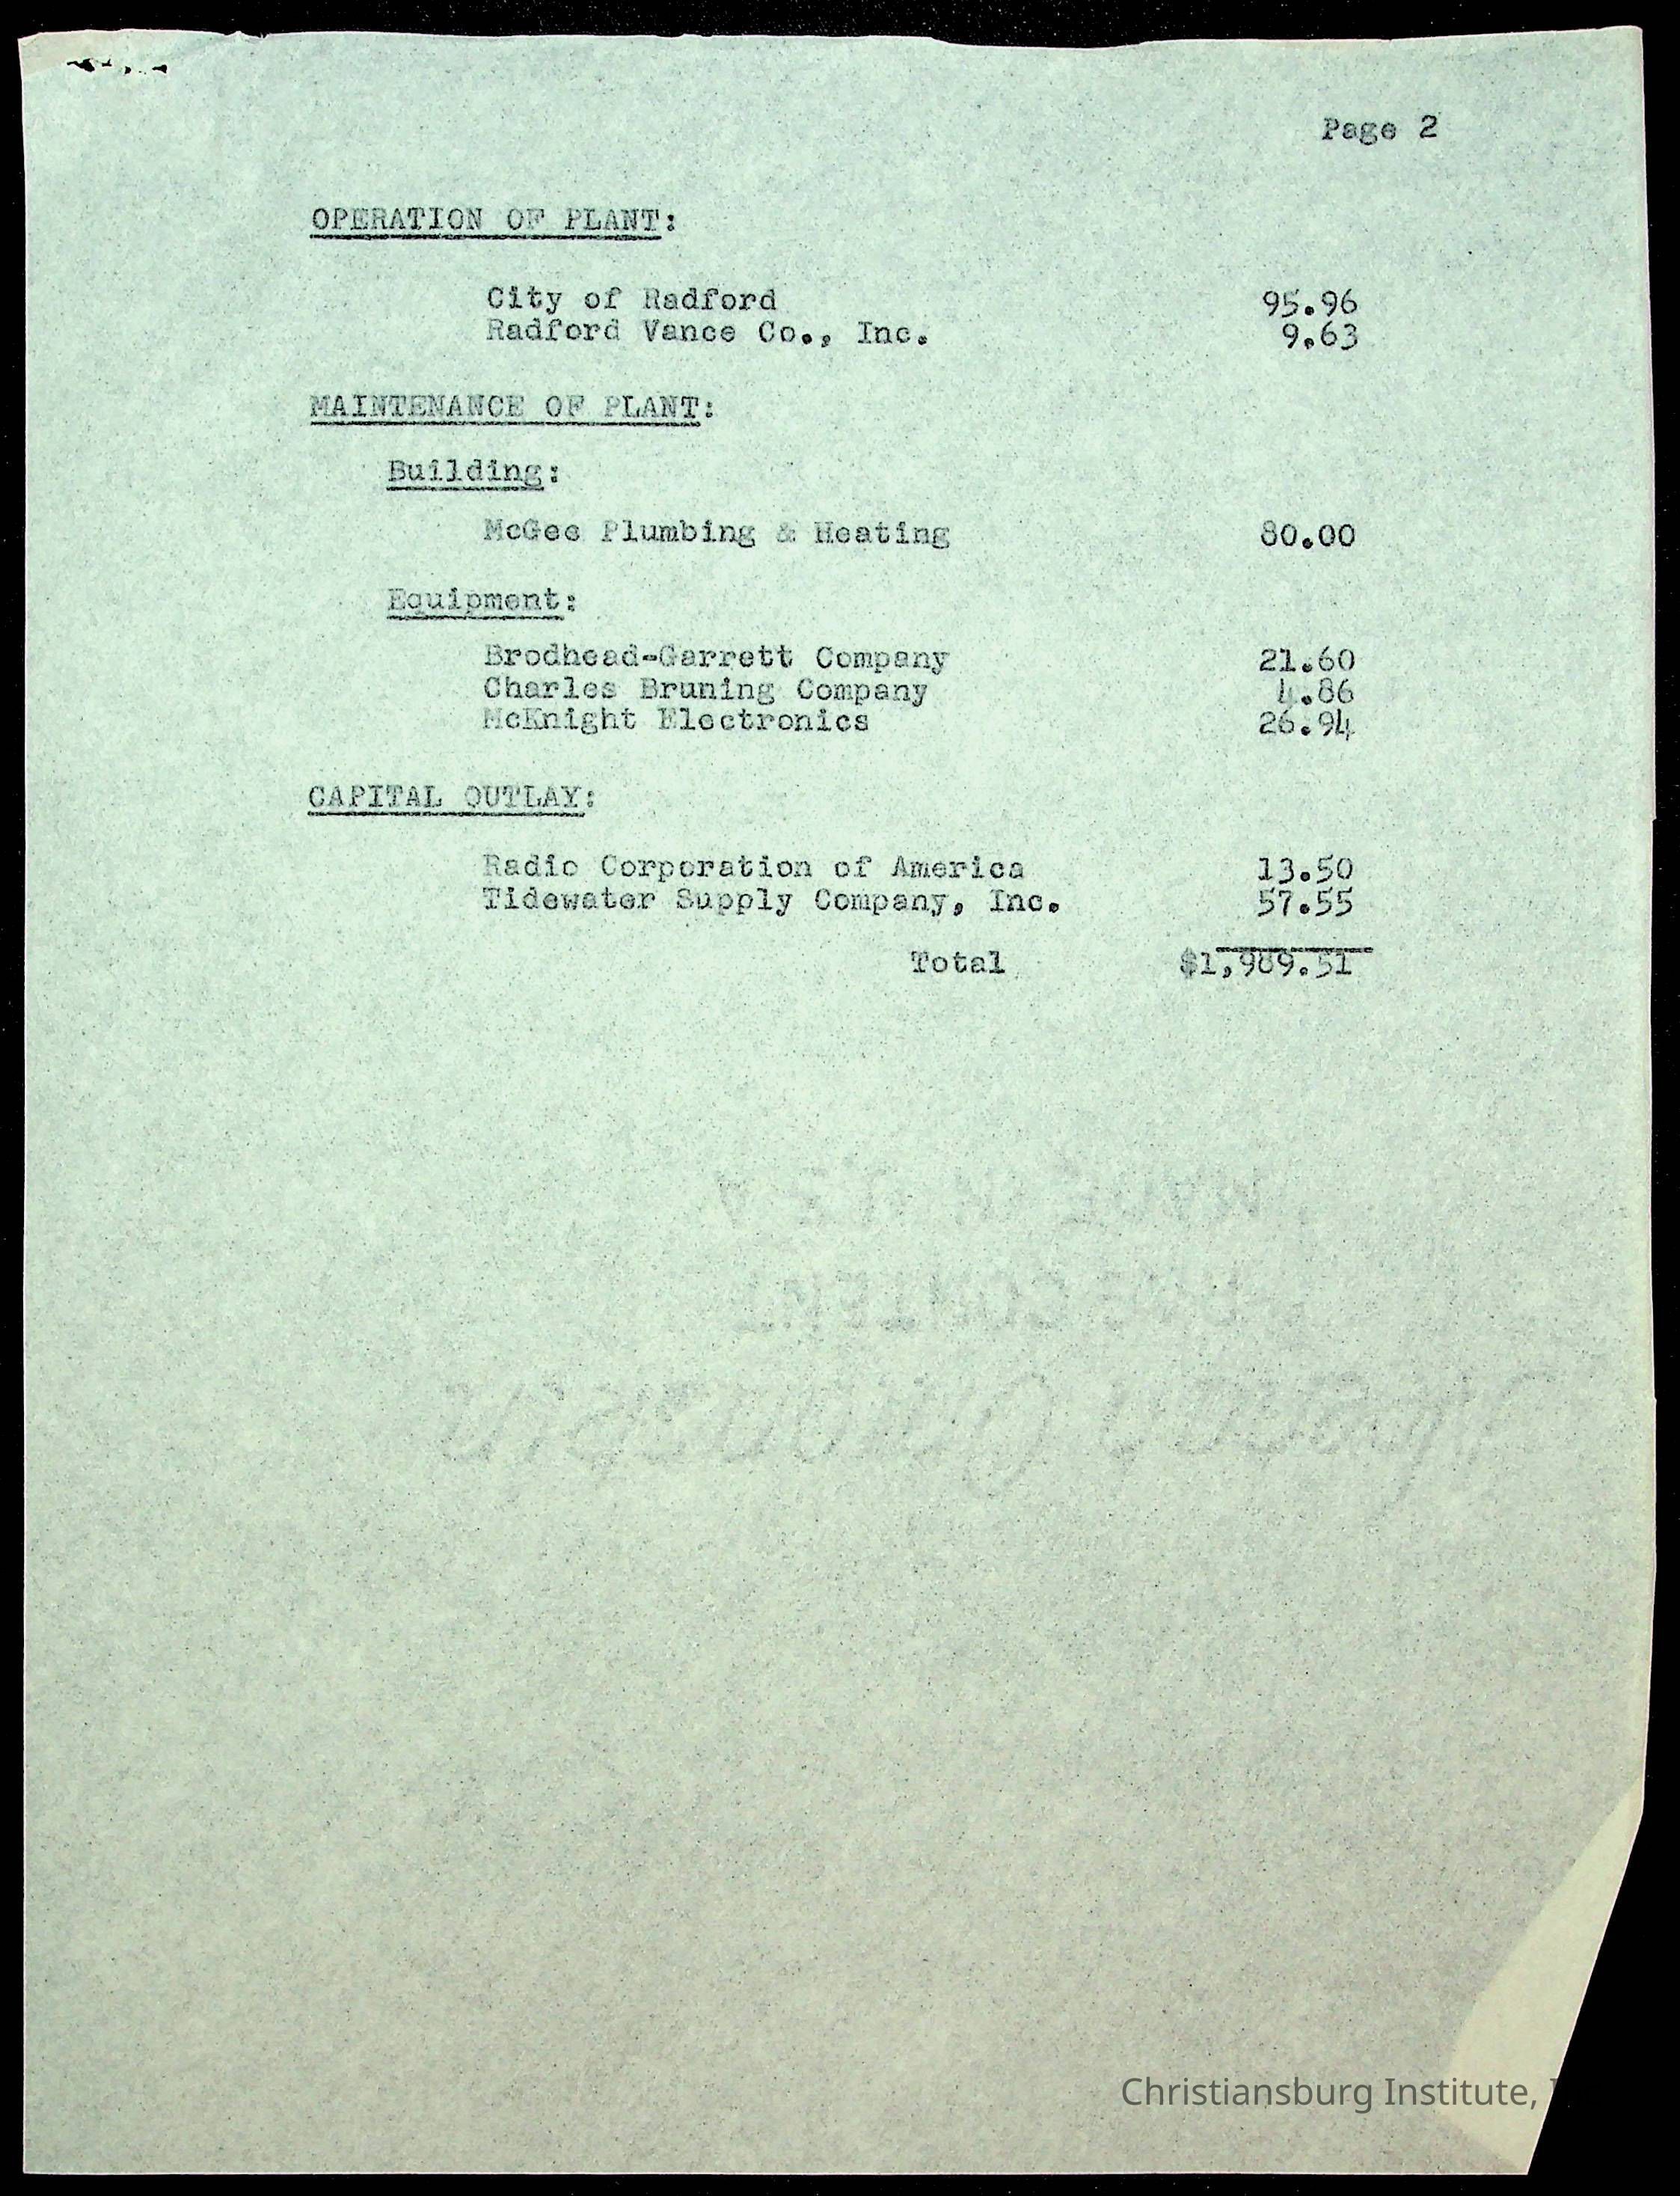 Page 2
OPERATION OF PLANT:
City of Radford 95.96
Radford Vance Co., Inc. 9.63
MAINTENANCE OF PLANT:
Building:
McGee Plumbing & Heating 80.00
Equipment:
Brodhead-Garrett Company 21.60
Charles Bruning Company 4.86
McKnight Electronics 26.94
CAPITAL OUTLAY:
Radio Corporation of America 13.50
Tidewater Supply Company, Inc. 57.55
Total $1,989.51
Christiansburg Institute,